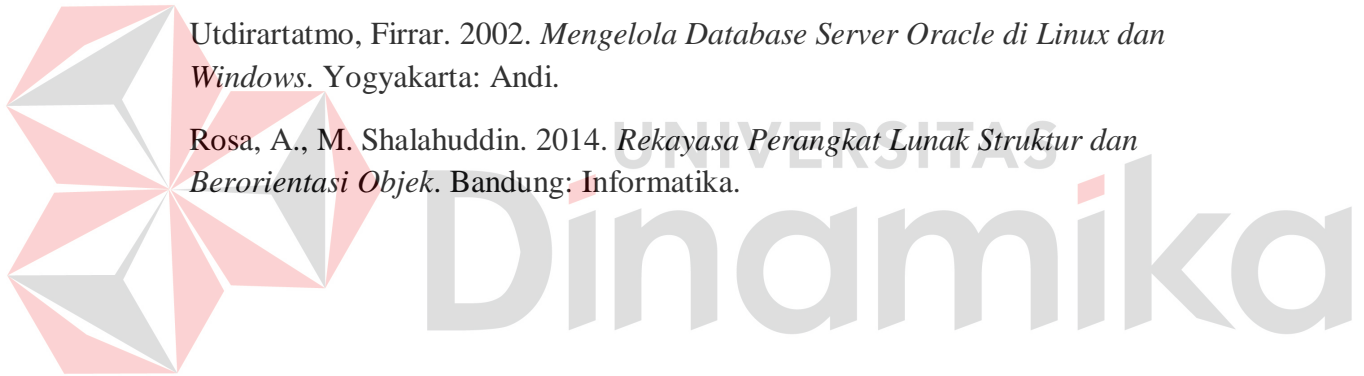 Utdirartatmo, Firrar. 2002. Mengelola Database Server Oracle di Linux dan
Windows. Yogyakarta: Andi.
Rosa, A., M. Shalahuddin. 2014. Rekayasa Perangkat Lunak Struktur dan
Berorientasi Objek. Bandung: Informatika.
UNIVERSITAS
Dinamika